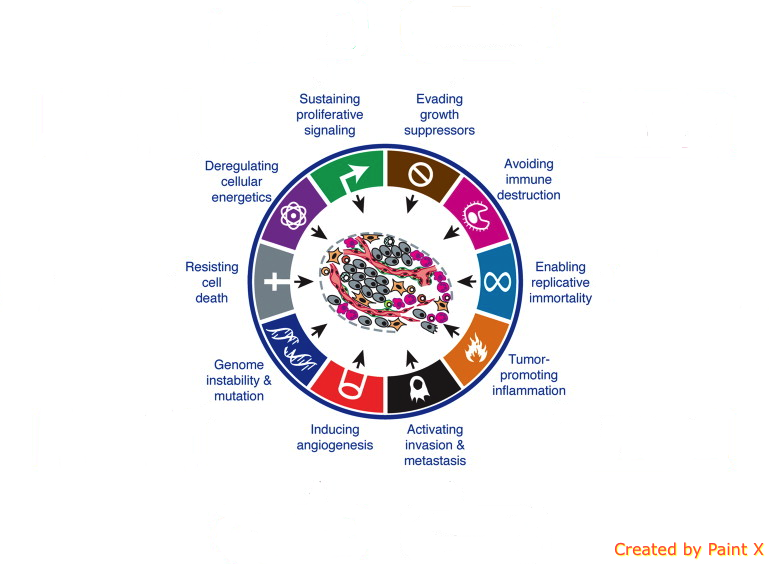 Sustaining
proliferative
signaling
Evading
growth
suppressors
Avoiding
immune
destruction
Enabling
replicative
immortality
Tumor-
promoting
inflammation
Activating
invasion &
metastasis
Inducing
angiogenesis
Genome
instability &
mutation
Resisting
cell
death
Deregulating
cellular
energetics
Created by Paint X